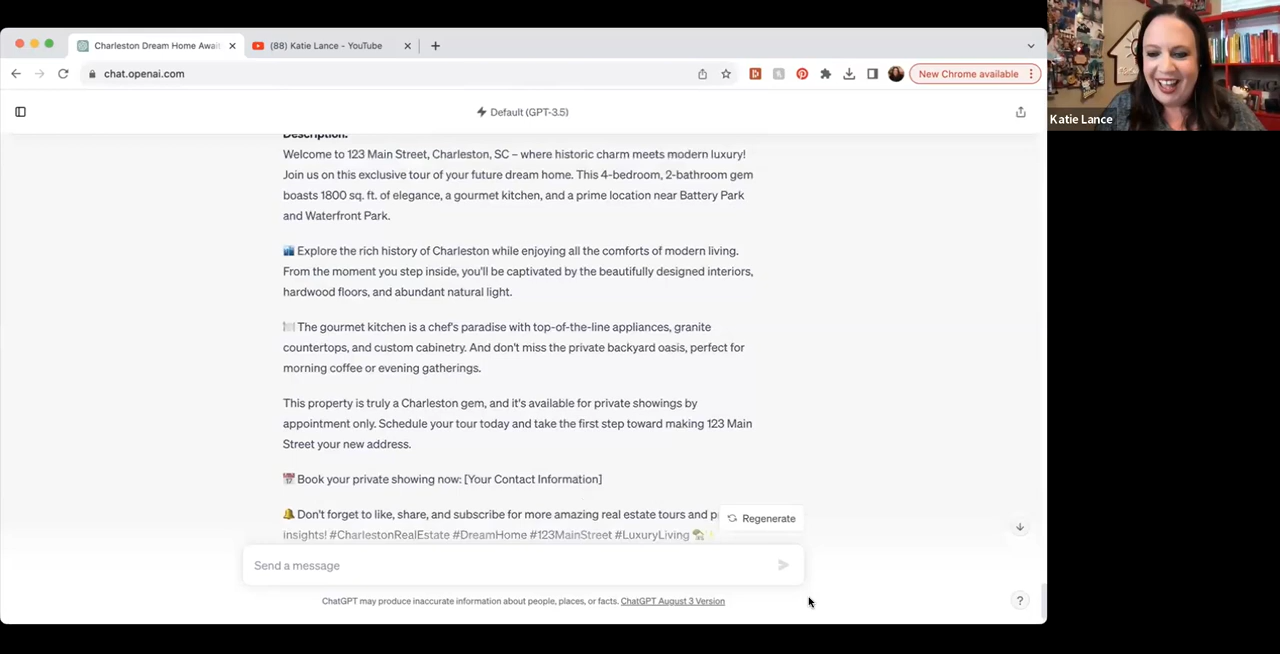 Charleston Dream Home Await
(88) Katie Lance - YouTube
chat.openai.com
New Chrome available
Katie Lance
Default (GPT-3.5)
Description:
Welcome to 123 Main Street, Charleston, SC – where historic charm meets modern luxury!
Join us on this exclusive tour of your future dream home. This 4-bedroom, 2-bathroom gem
boasts 1800 sq. ft. of elegance, a gourmet kitchen, and a prime location near Battery Park
and Waterfront Park.
🏙️ Explore the rich history of Charleston while enjoying all the comforts of modern living.
From the moment you step inside, you'll be captivated by the beautifully designed interiors,
hardwood floors, and abundant natural light.
🍽️ The gourmet kitchen is a chef's paradise with top-of-the-line appliances, granite
countertops, and custom cabinetry. And don't miss the private backyard oasis, perfect for
morning coffee or evening gatherings.
This property is truly a Charleston gem, and it's available for private showings by
appointment only. Schedule your tour today and take the first step toward making 123 Main
Street your new address.
📅 Book your private showing now: [Your Contact Information]
🔔 Don't forget to like, share, and subscribe for more amazing real estate tours and
Regenerate
insights! #CharlestonRealEstate #DreamHome #123MainStreet #LuxuryLiving 🏡✨
Send a message
ChatGPT may produce inaccurate information about people, places, or facts. ChatGPT August 3 Version
?